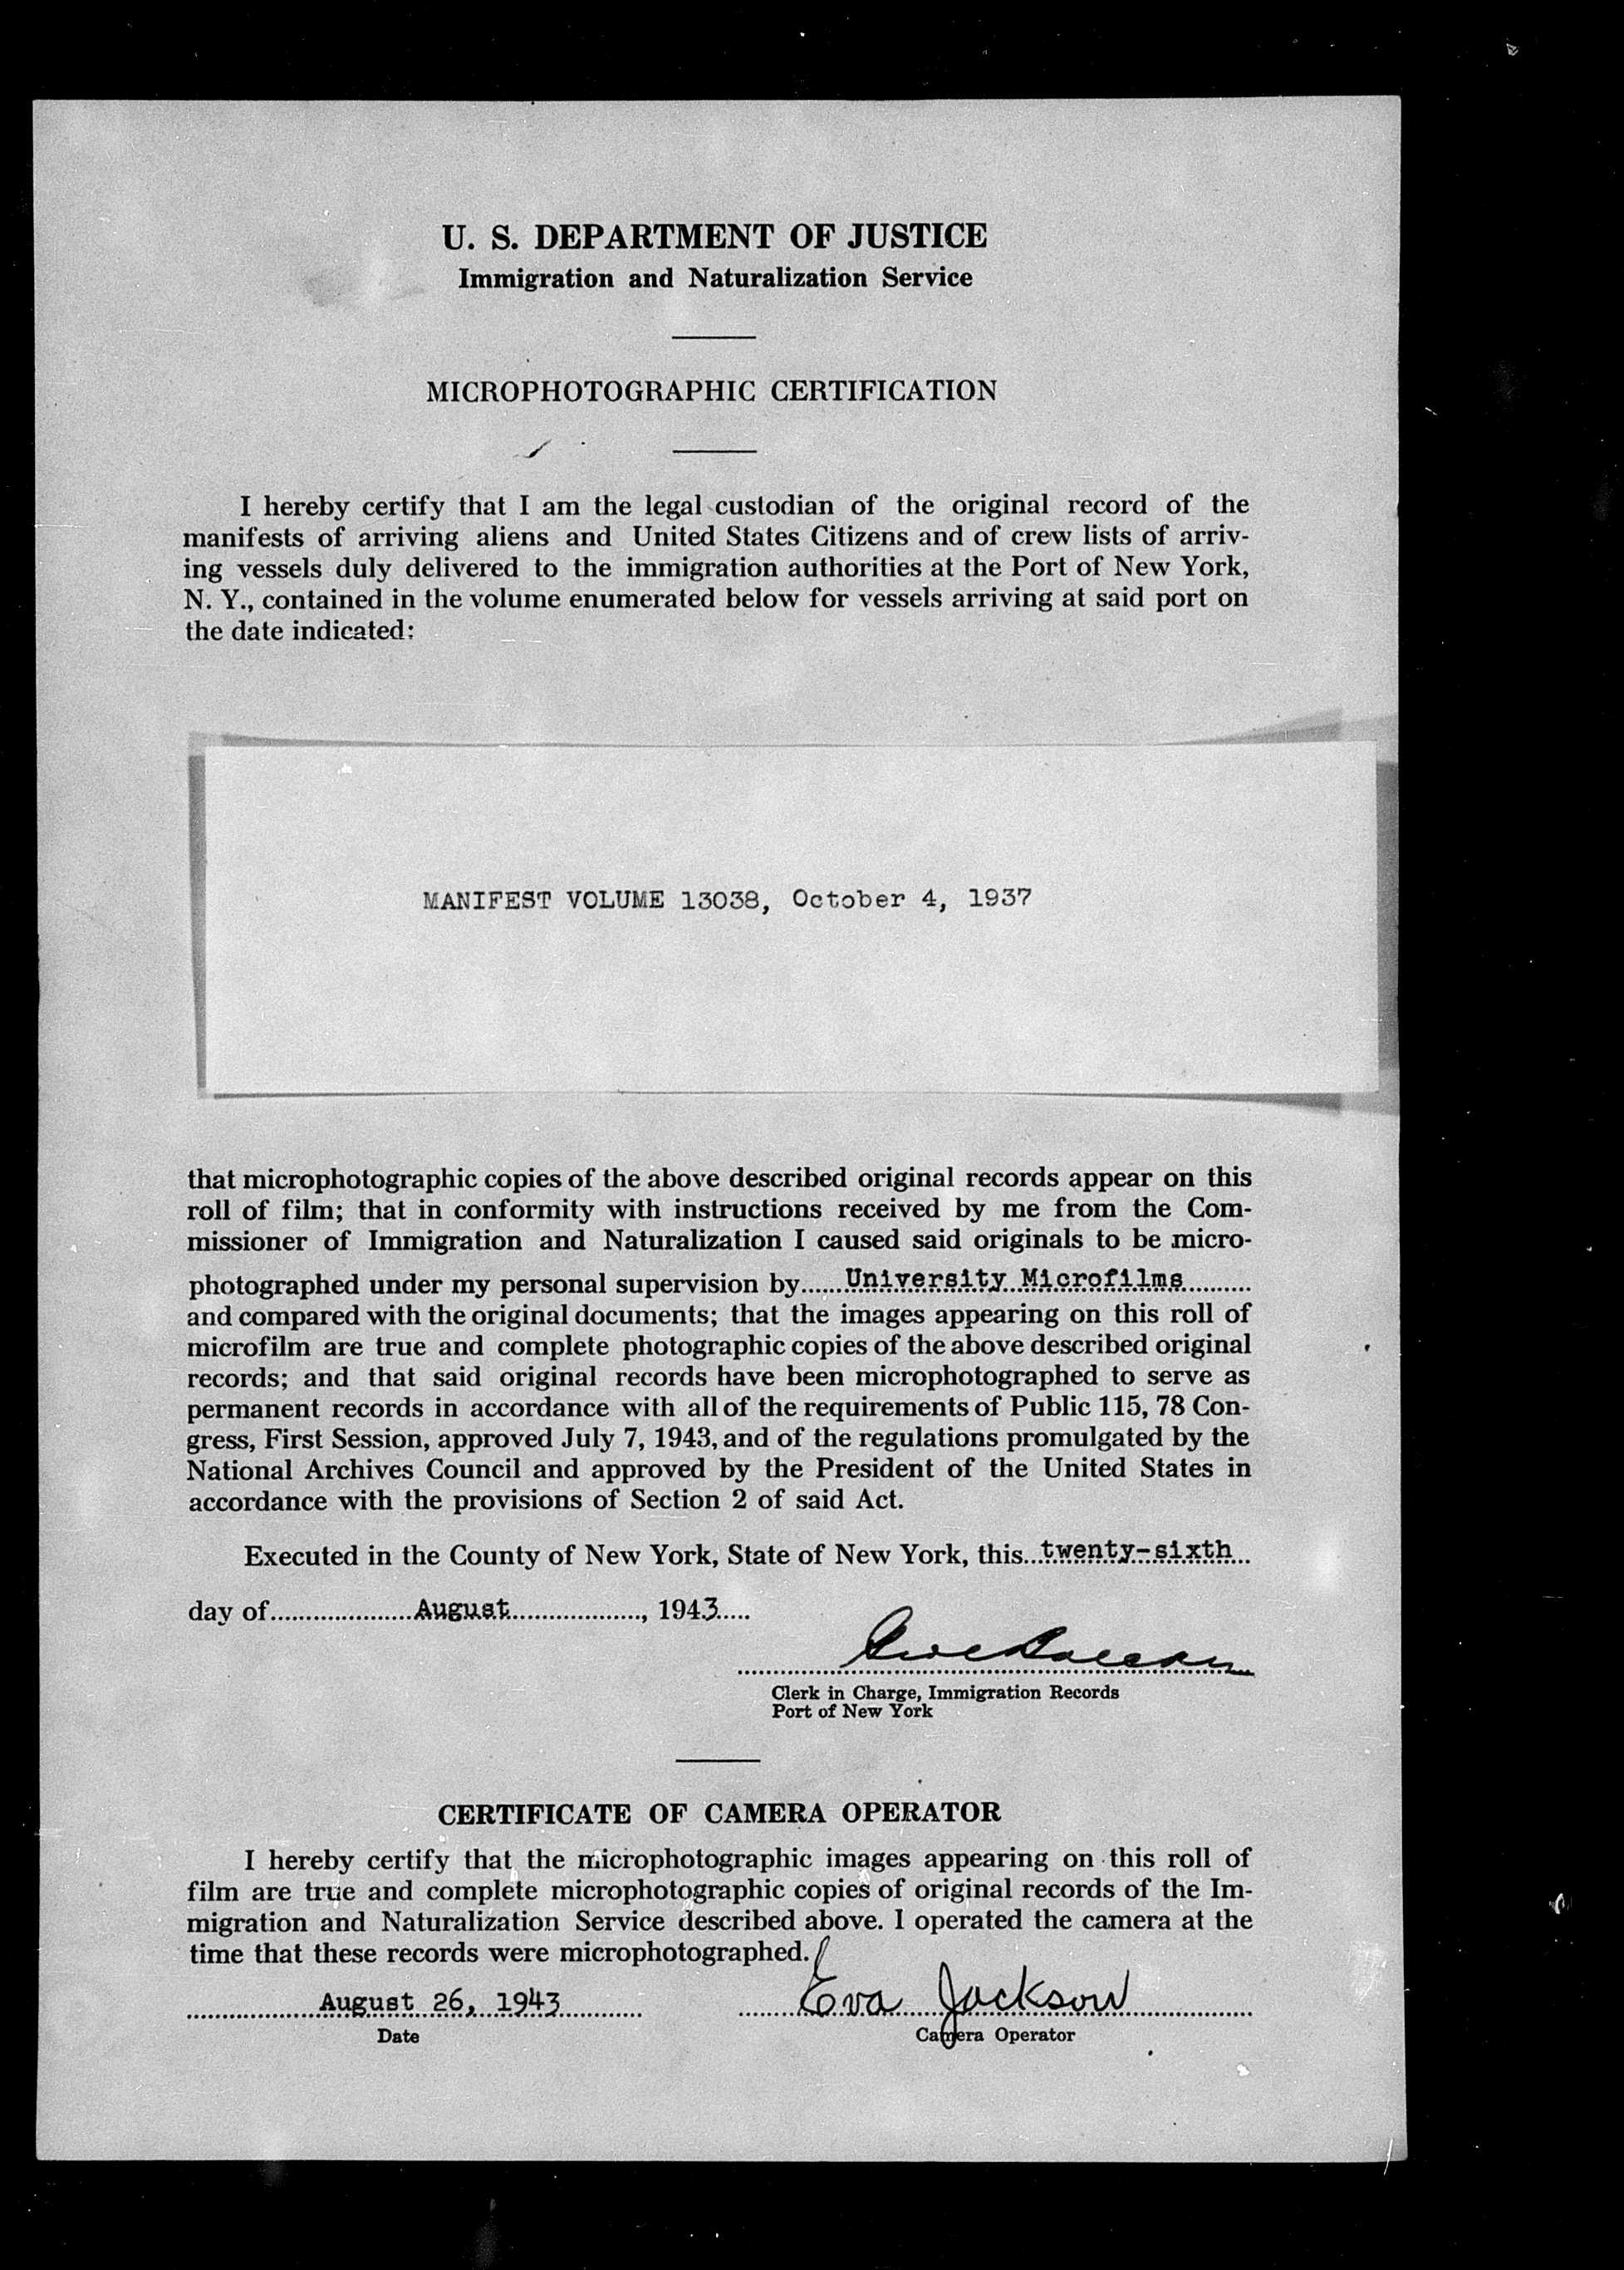 U. S. DEPARTMENT OF JUSTICE
Immigration and Naturalization Service
MICROPHOTOGRAPHIC CERTIFICATION
I hereby certify that I am the legal custodian of the original record of the
manifests of arriving aliens and United States Citizens and of crew lists of arriv-
ing vessels duly delivered to the immigration authorities at the Port of New York,
N. Y., contained in the volume enumerated below for vessels arriving at said port on
the date indicated:
MANIFEST VOLUME 13038, October 4, 1937
that microphotographic copies of the above described original records appear on this
roll of film; that in conformity with instructions received by me from the Com-
missioner of Immigration and Naturalization I caused said originals to be micro-
photographed under my personal supervision by......University Microfilms..........
and compared with the original documents; that the images appearing on this roll of
microfilm are true and complete photographic copies of the above described original
records; and that said original records have been microphotographed to serve as
permanent records in accordance with all of the requirements of Public 115, 78 Con-
gress, First Session, approved July 7, 1943, and of the regulations promulgated by the
National Archives Council and approved by the President of the United States in
accordance with the provisions of Section 2 of said Act.
Executed in the County of New York, State of New York, this...twenty-sixth...
day of....................August..................., 1943.....
Clerk in Charge, Immigration Records
Port of New York
CERTIFICATE OF CAMERA OPERATOR
I hereby certify that the microphotographic images appearing on this roll of
film are true and complete microphotographic copies of original records of the Im-
migration and Naturalization Service described above. I operated the camera at the
time that these records were microphotographed.
August 26, 1943 Eva Jackson
Date Camera Operator